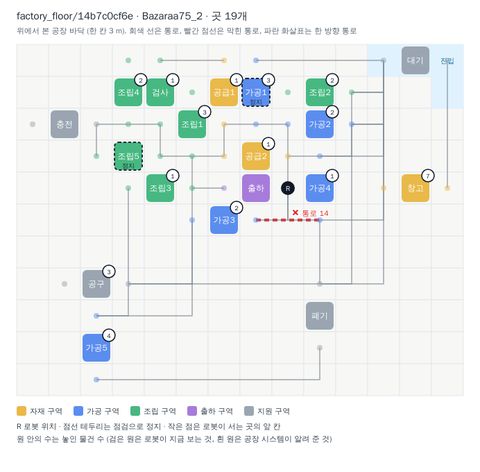 factory_floor/14b7c0cf6e · Bazaraa75_2 · 곳 19개
위에서 본 공장 바닥 (한 칸 3 m). 회색 선은 통로, 빨간 점선은 막힌 통로, 파란 화살표는 한 방향 통로
대기
진입
조립4 2
검사 1
공급1 1
가공1 3
정지
조립2 2
창고 7
충전
조립1 3
가공2 2
조립5
정지
공급2 1
조립3 1
출하
R
가공4 1
가공3 2
✖ 통로 14
공구 3
폐기
가공5 4
자재 구역
가공 구역
조립 구역
출하 구역
지원 구역
R 로봇 위치 · 점선 테두리는 점검으로 정지 · 작은 점은 로봇이 서는 곳의 앞 칸
원 안의 수는 놓인 물건 수 (검은 원은 로봇이 지금 보는 것, 흰 원은 공장 시스템이 알려 준 것)